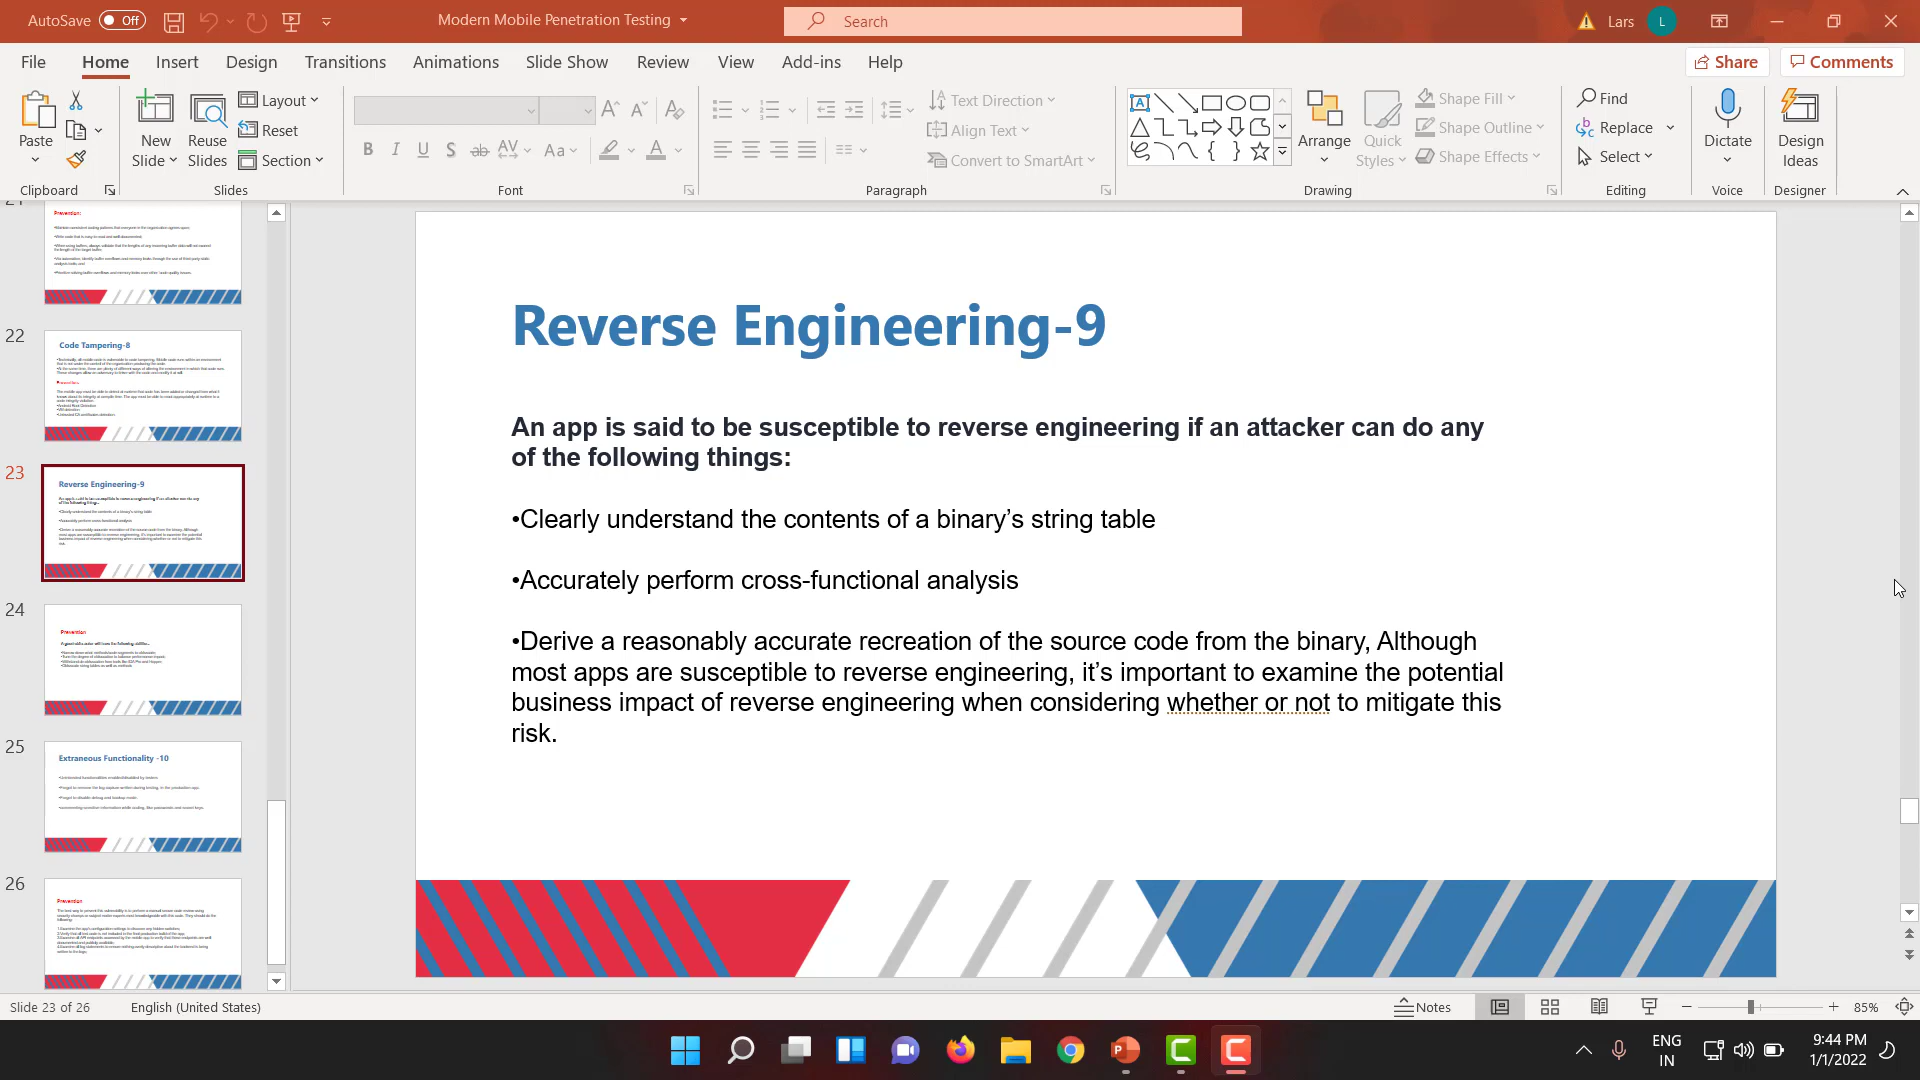 AutoSave Off
Modern Mobile Penetration Testing
Search
Lars L
File Home Insert Design Transitions Animations Slide Show Review View Add-ins Help
Share Comments
Paste
Clipboard
New Slide
Reuse Slides
Layout
Reset
Section
Slides
Font
Text Direction
Align Text
Convert to SmartArt
Paragraph
Arrange
Quick Styles
Shape Fill
Shape Outline
Shape Effects
Drawing
Find
Replace
Select
Editing
Dictate
Voice
Design Ideas
Designer
Prevention:
22
Code Tampering-8
23
Reverse Engineering-9
24
Prevention
25
Extraneous Functionality -10
26
Prevention
Reverse Engineering-9
An app is said to be susceptible to reverse engineering if an attacker can do any
of the following things:
•Clearly understand the contents of a binary’s string table
•Accurately perform cross-functional analysis
•Derive a reasonably accurate recreation of the source code from the binary, Although
most apps are susceptible to reverse engineering, it’s important to examine the potential
business impact of reverse engineering when considering whether or not to mitigate this
risk.
Slide 23 of 26
English (United States)
Notes
85%
ENG
IN
9:44 PM
1/1/2022